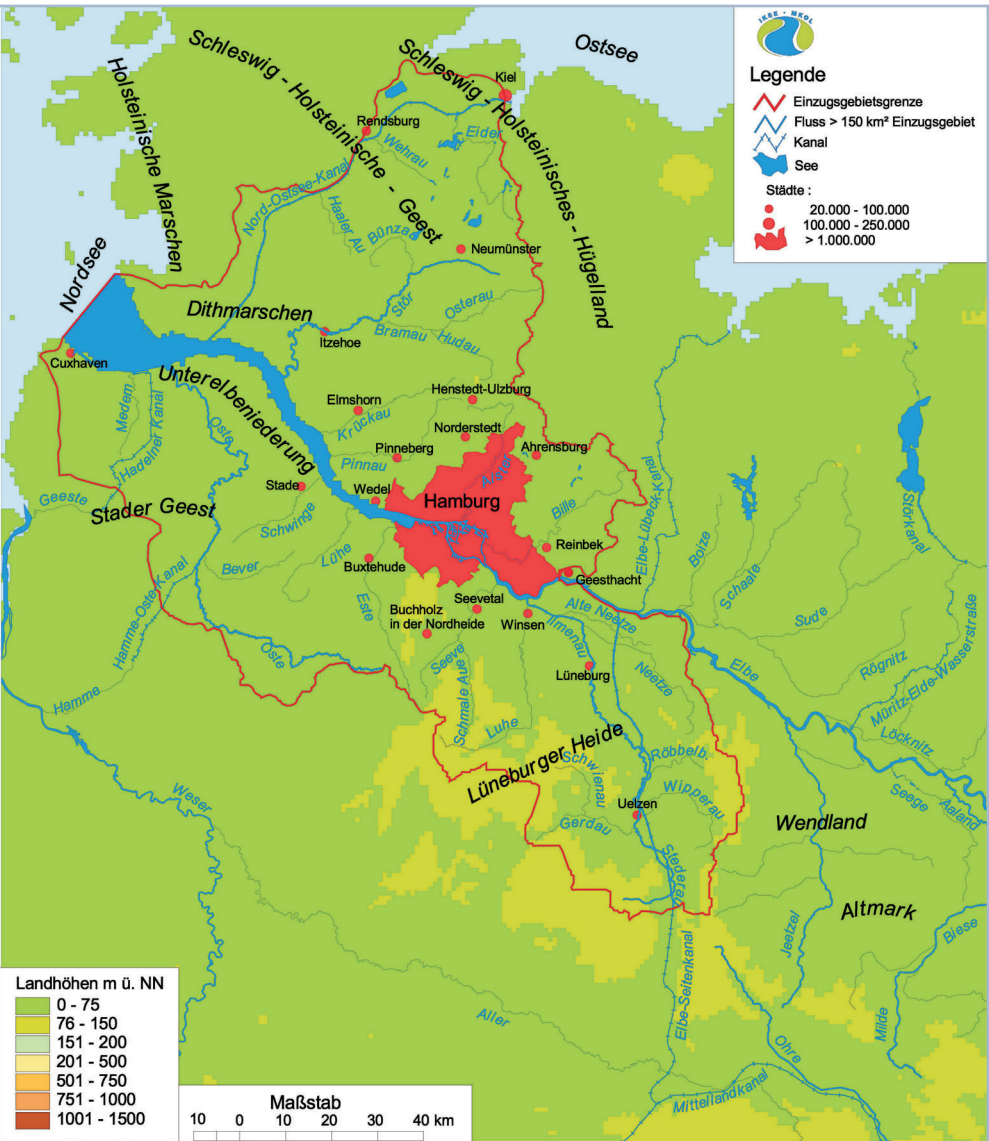 IKSE • MKOL
Legende
Einzugsgebietsgrenze
Fluss > 150 km² Einzugsgebiet
Kanal
See
Städte :
20.000 - 100.000
100.000 - 250.000
> 1.000.000
Ostsee
Nordsee
Holsteinische Marschen
Schleswig - Holsteinische - Geest
Schleswig - Holsteinisches - Hügelland
Kiel
Rendsburg
Eider
Wehrau
Nord-Ostsee-Kanal
Haaler Au
Bünzau
Neumünster
Dithmarschen
Stör
Osterau
Itzehoe
Bramau
Hudau
Cuxhaven
Unterelbeniederung
Medem
Hadelner Kanal
Oste
Elmshorn
Henstedt-Ulzburg
Krückau
Norderstedt
Pinneberg
Ahrensburg
Pinnau
Alster
Stade
Wedel
Hamburg
Geeste
Stader Geest
Schwinge
Bille
Elbe-Lübeck-Kanal
Störkanal
Reinbek
Lühe
Bever
Buxtehude
Geesthacht
Boize
Schaale
Hamme-Oste-Kanal
Este
Seevetal
Buchholz
in der Nordheide
Winsen
Alte Neetze
Ilmenau
Sude
Oste
Seeve
Lüneburg
Neetze
Elbe
Rögnitz
Müritz-Elde-Wasserstraße
Hamme
Schmale Aue
Luhe
Löcknitz
Lüneburger Heide
Röbbelb.
Schwienau
Wipperau
Seege
Aaland
Weser
Uelzen
Gerdau
Wendland
Stederau
Altmark
Jeetzel
Biese
Elbe-Seitenkanal
Aller
Milde
Ohre
Mittellandkanal
Landhöhen m ü. NN
0 - 75
76 - 150
151 - 200
201 - 500
501 - 750
751 - 1000
1001 - 1500
Maßstab
10 0 10 20 30 40 km